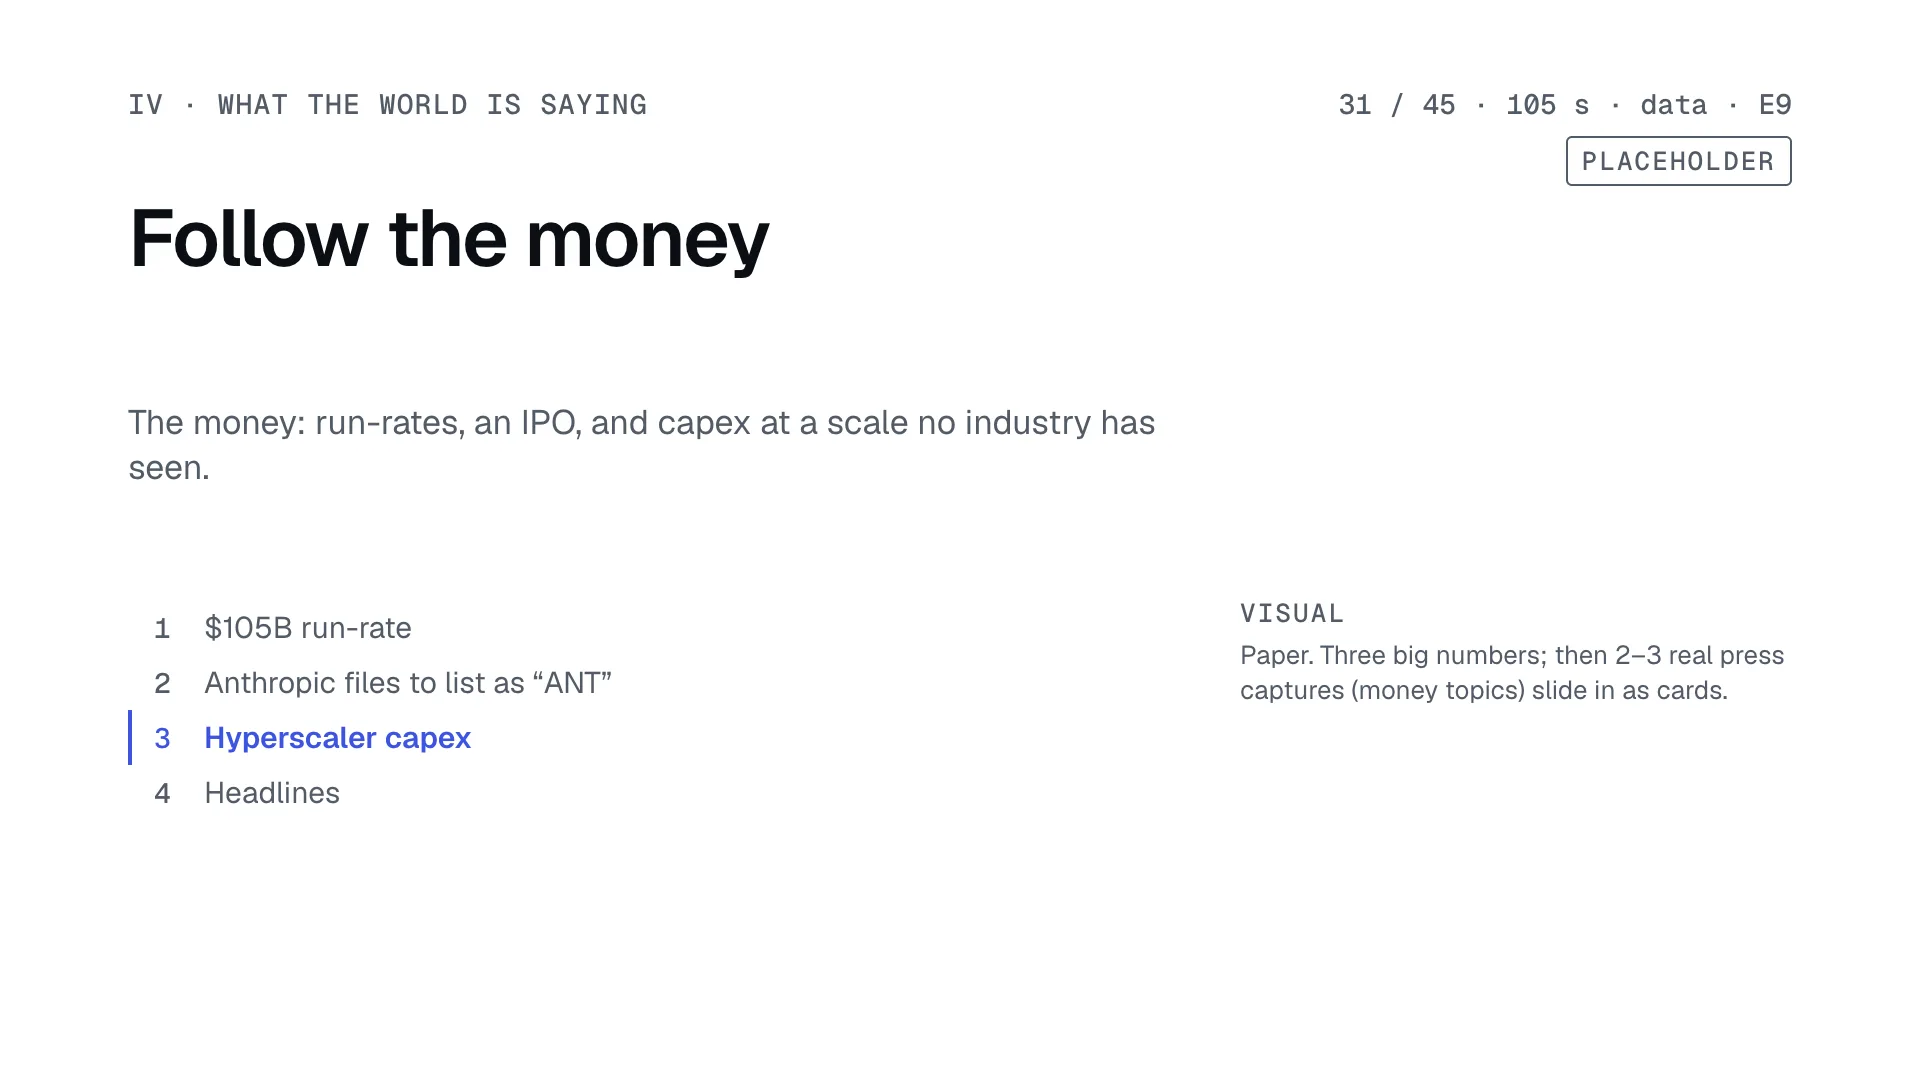 IV · WHAT THE WORLD IS SAYING
31 / 45 · 105 s · data · E9
PLACEHOLDER
Follow the money
The money: run-rates, an IPO, and capex at a scale no industry has
seen.
1 $105B run-rate
2 Anthropic files to list as “ANT”
3 Hyperscaler capex
4 Headlines
VISUAL
Paper. Three big numbers; then 2–3 real press
captures (money topics) slide in as cards.